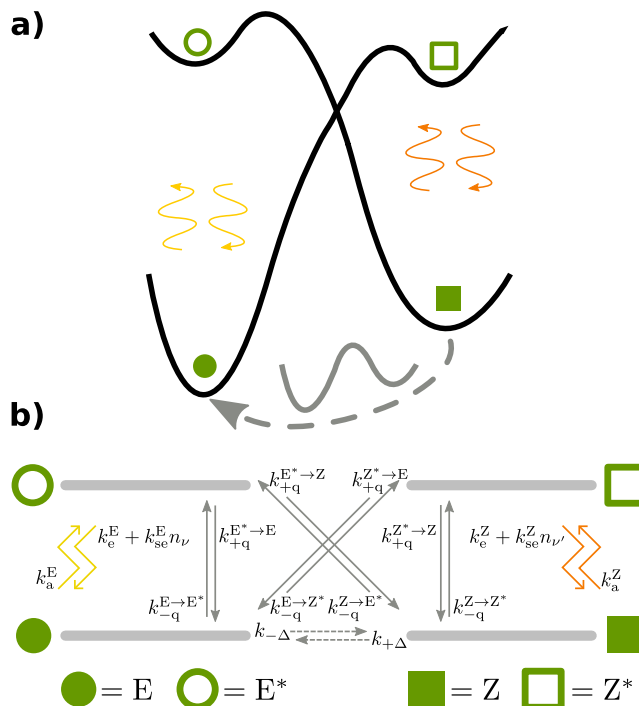 a)
b)
k_{+q}^{E*→Z} k_{+q}^{Z*→E}
k_e^E + k_{se}^E n_ν k_{+q}^{E*→E} k_{+q}^{Z*→Z} k_e^Z + k_{se}^Z n_{ν'}
k_a^E k_a^Z
k_{-q}^{E→E*} k_{-q}^{E→Z*} k_{-q}^{Z→E*} k_{-q}^{Z→Z*}
k_{-Δ} k_{+Δ}
= E = E* = Z = Z*